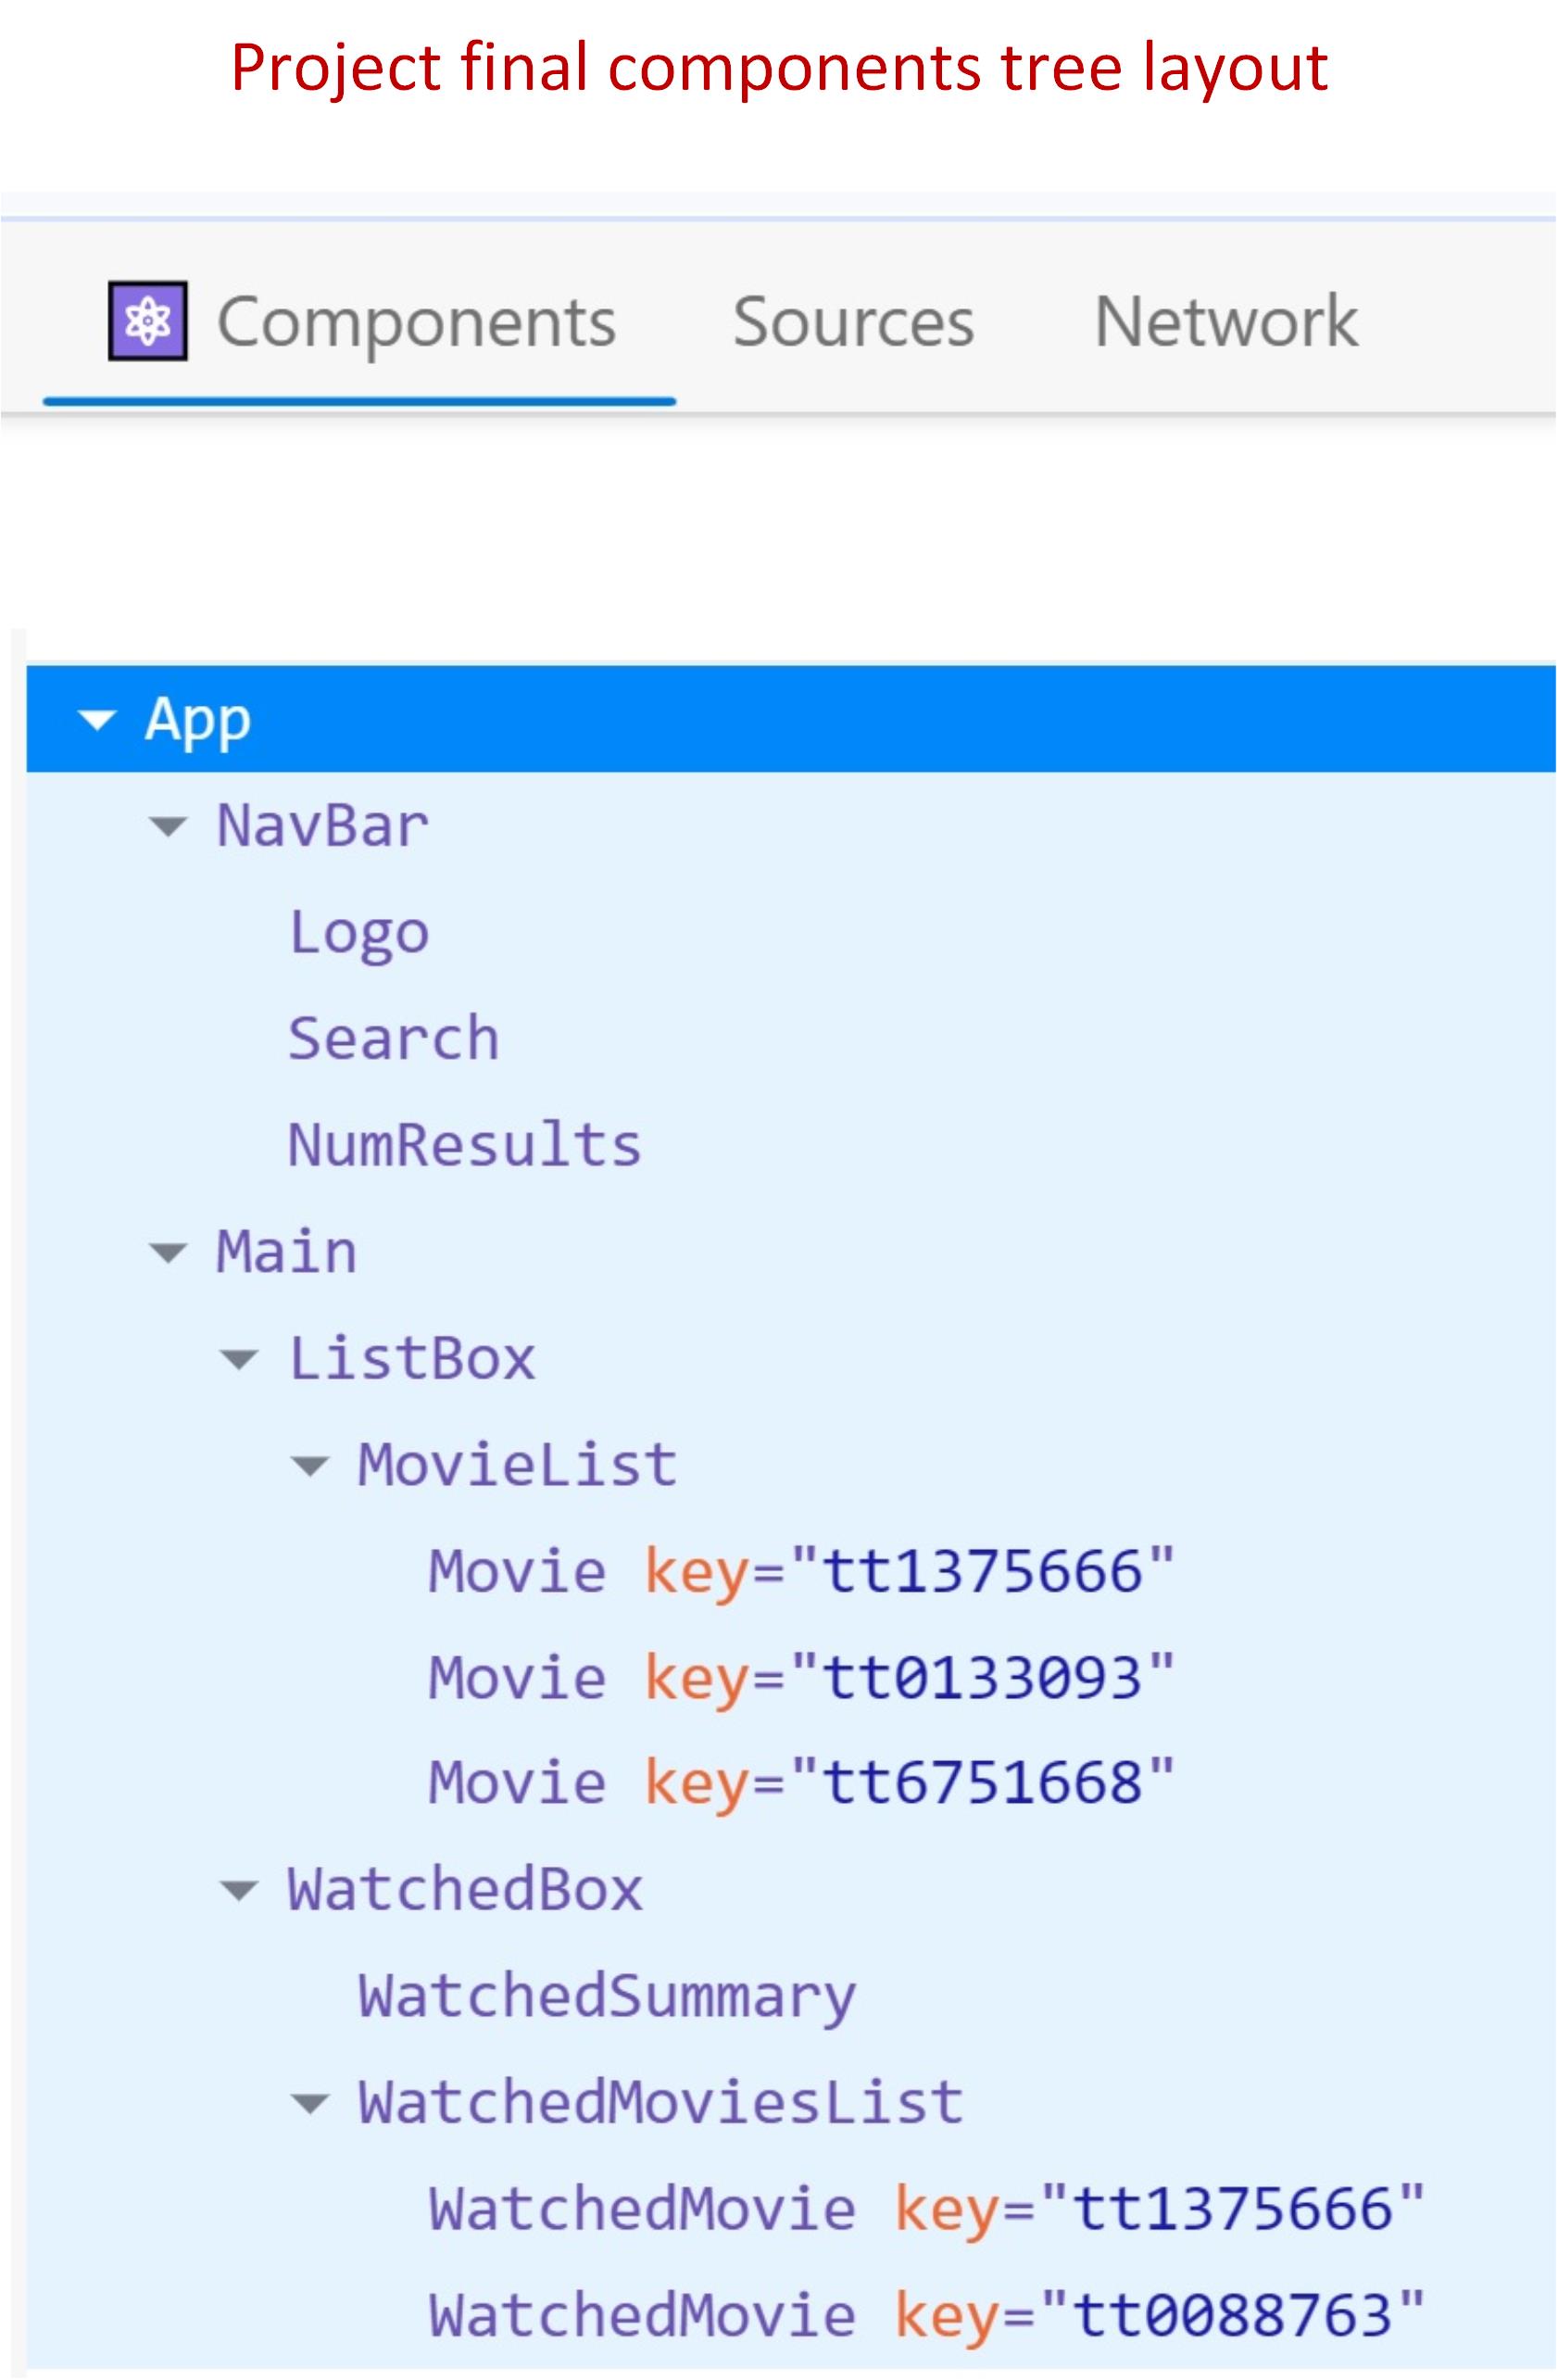 Project final components tree layout
Components Sources Network
App
NavBar
Logo
Search
NumResults
Main
ListBox
MovieList
Movie key="tt1375666"
Movie key="tt0133093"
Movie key="tt6751668"
WatchedBox
WatchedSummary
WatchedMoviesList
WatchedMovie key="tt1375666"
WatchedMovie key="tt0088763"